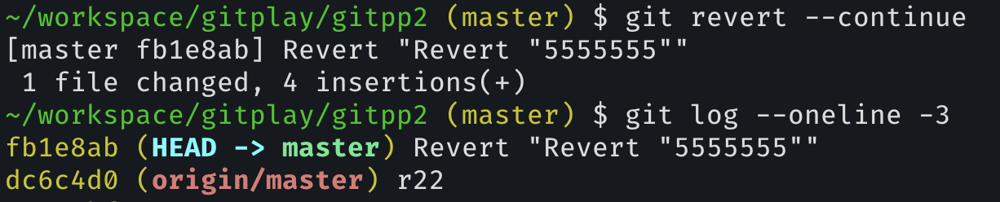 ~/workspace/gitplay/gitpp2 (master) $ git revert --continue
[master fb1e8ab] Revert "Revert "5555555""
 1 file changed, 4 insertions(+)
~/workspace/gitplay/gitpp2 (master) $ git log --oneline -3
fb1e8ab (HEAD -> master) Revert "Revert "5555555""
dc6c4d0 (origin/master) r22